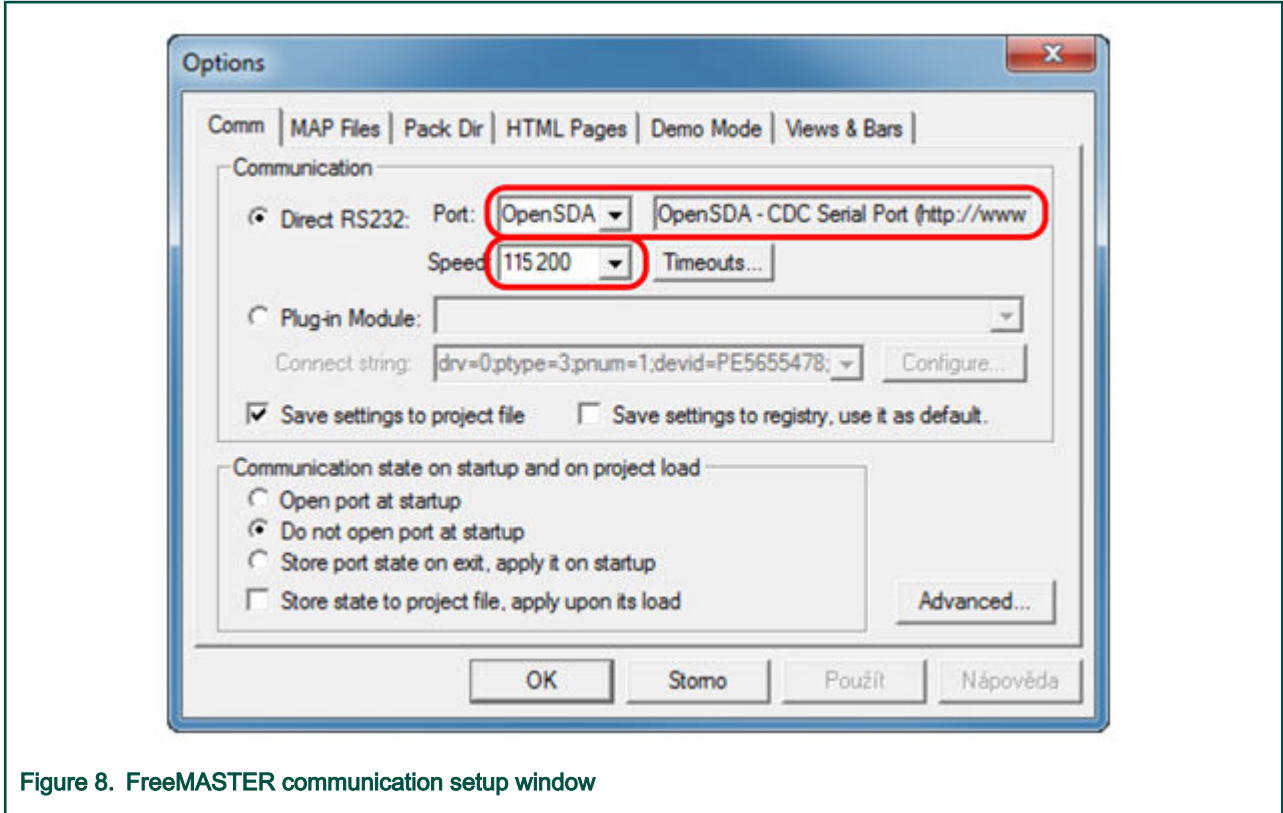 Options
Comm MAP Files Pack Dir HTML Pages Demo Mode Views & Bars
Communication
Direct RS232: Port: OpenSDA OpenSDA - CDC Serial Port (http://www
Speed: 115200 Timeouts...
Plug-in Module:
Connect string: drv=0;ptype=3;pnum=1;devid=PE5655478;
Configure...
Save settings to project file Save settings to registry, use it as default.
Communication state on startup and on project load
Open port at startup
Do not open port at startup
Store port state on exit, apply it on startup
Store state to project file, apply upon its load
Advanced...
OK Storno Použít Nápověda
Figure 8. FreeMASTER communication setup window